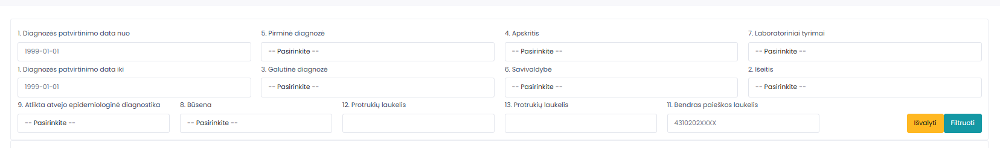 1. Diagnozės patvirtinimo data nuo
5. Pirminė diagnozė
4. Apskritis
7. Laboratoriniai tyrimai
1999-01-01
-- Pasirinkite --
-- Pasirinkite --
-- Pasirinkite --
1. Diagnozės patvirtinimo data iki
3. Galutinė diagnozė
6. Savivaldybė
2. Išeitis
1999-01-01
-- Pasirinkite --
-- Pasirinkite --
-- Pasirinkite --
9. Atlikta atvejo epidemiologinė diagnostika
8. Būsena
12. Protrukių laukelis
13. Protrukių laukelis
11. Bendras paieškos laukelis
-- Pasirinkite --
-- Pasirinkite --
4310202XXXX
Išvalyti
Filtruoti